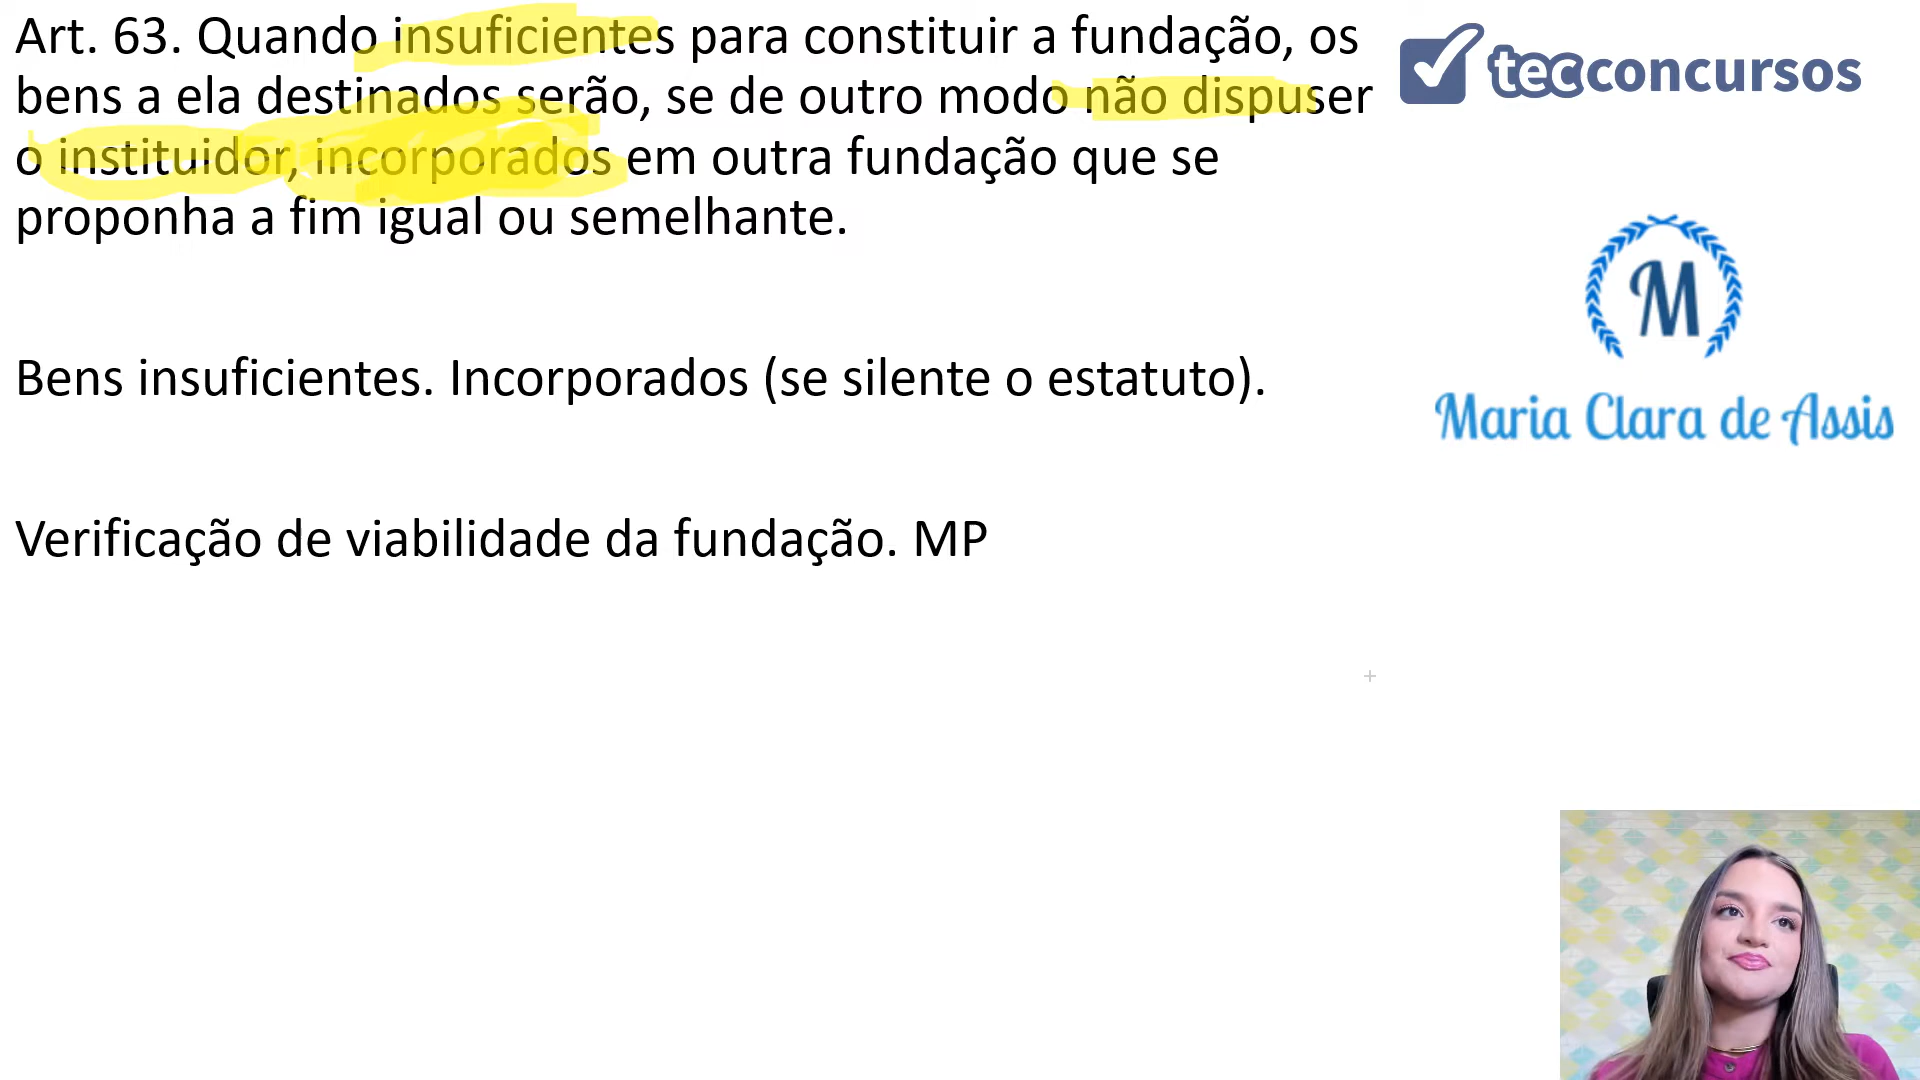 Art. 63. Quando insuficientes para constituir a fundação, os
bens a ela destinados serão, se de outro modo não dispuser
o instituidor, incorporados em outra fundação que se
proponha a fim igual ou semelhante.
Bens insuficientes. Incorporados (se silente o estatuto).
Verificação de viabilidade da fundação. MP
tecconcursos
M
Maria Clara de Assis